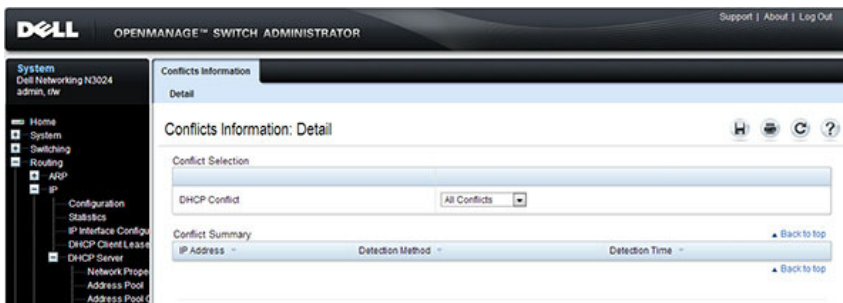 Support | About | Log Out
DELL OPENMANAGE™ SWITCH ADMINISTRATOR
System
Dell Networking N3024
admin, r/w
Home
System
Switching
Routing
ARP
IP
Configuration
Statistics
IP Interface Configu
DHCP Client Lease
DHCP Server
Network Prope
Address Pool
Address Pool
Conflicts Information
Detail
Conflicts Information: Detail
Conflict Selection
DHCP Conflict All Conflicts
Conflict Summary Back to top
IP Address Detection Method Detection Time
Back to top